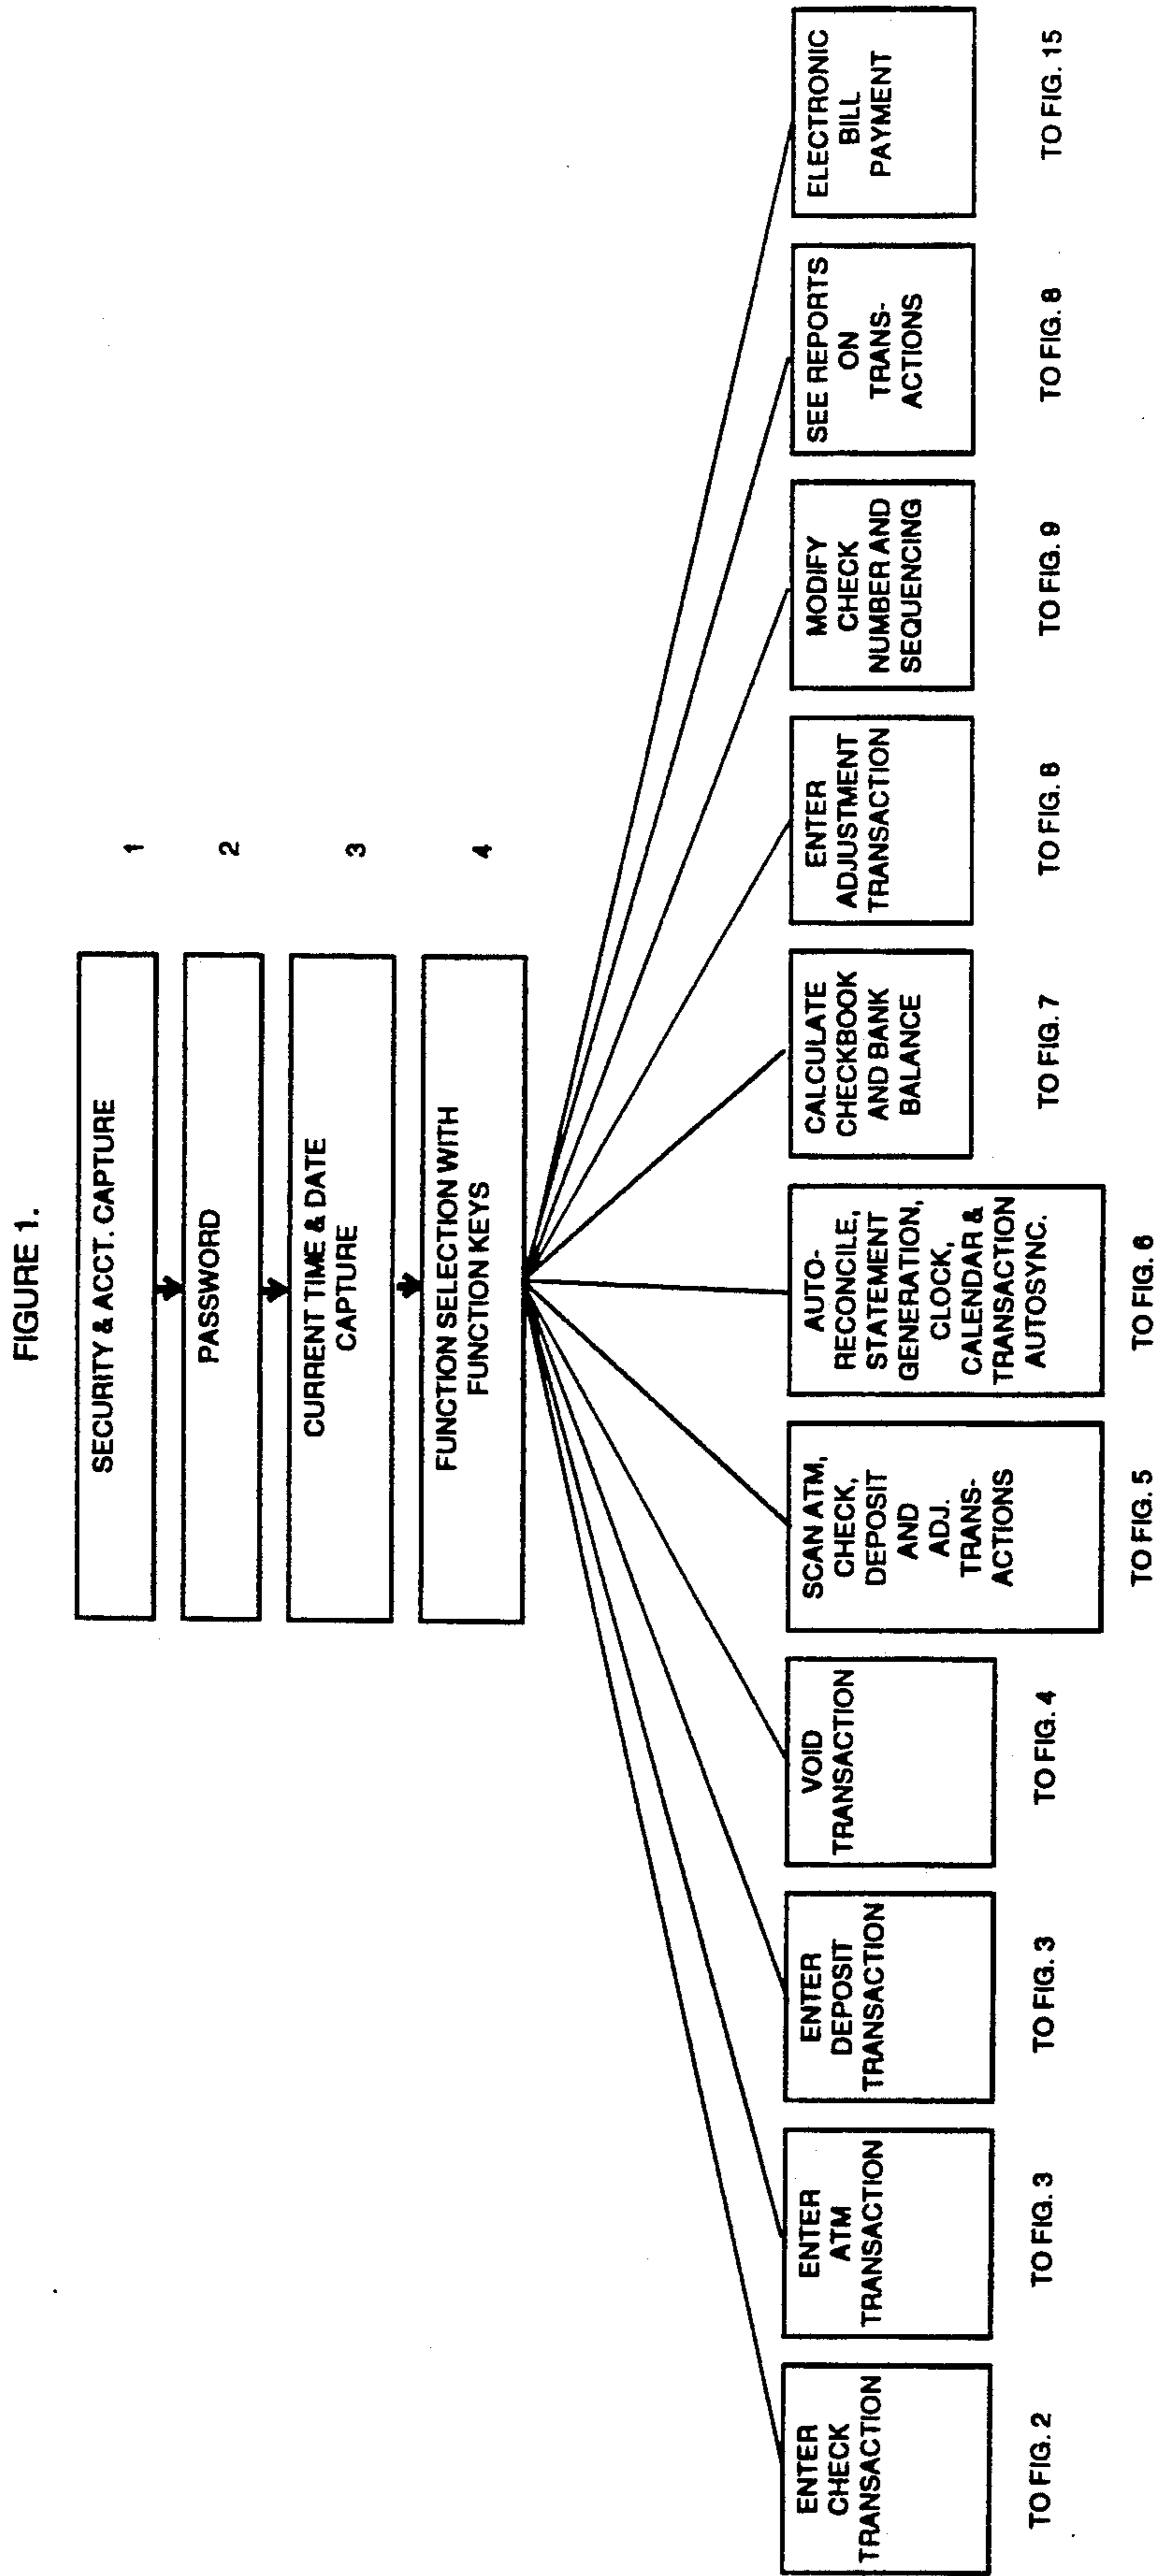 FIGURE 1.
SECURITY & ACCT. CAPTURE
1
PASSWORD
2
CURRENT TIME & DATE
CAPTURE
3
FUNCTION SELECTION WITH
FUNCTION KEYS
4
ENTER
CHECK
TRANSACTION
TO FIG. 2
ENTER
ATM
TRANSACTION
TO FIG. 3
ENTER
DEPOSIT
TRANSACTION
TO FIG. 3
VOID
TRANSACTION
TO FIG. 4
SCAN ATM,
CHECK,
DEPOSIT
AND
ADJ.
TRANS-
ACTIONS
TO FIG. 5
AUTO-
RECONCILE,
STATEMENT
GENERATION,
CLOCK,
CALENDAR &
TRANSACTION
AUTOSYNC.
TO FIG. 6
CALCULATE
CHECKBOOK
AND BANK
BALANCE
TO FIG. 7
ENTER
ADJUSTMENT
TRANSACTION
TO FIG. 8
MODIFY
CHECK
NUMBER AND
SEQUENCING
TO FIG. 9
SEE REPORTS
ON
TRANS-
ACTIONS
TO FIG. 8
ELECTRONIC
BILL
PAYMENT
TO FIG. 15